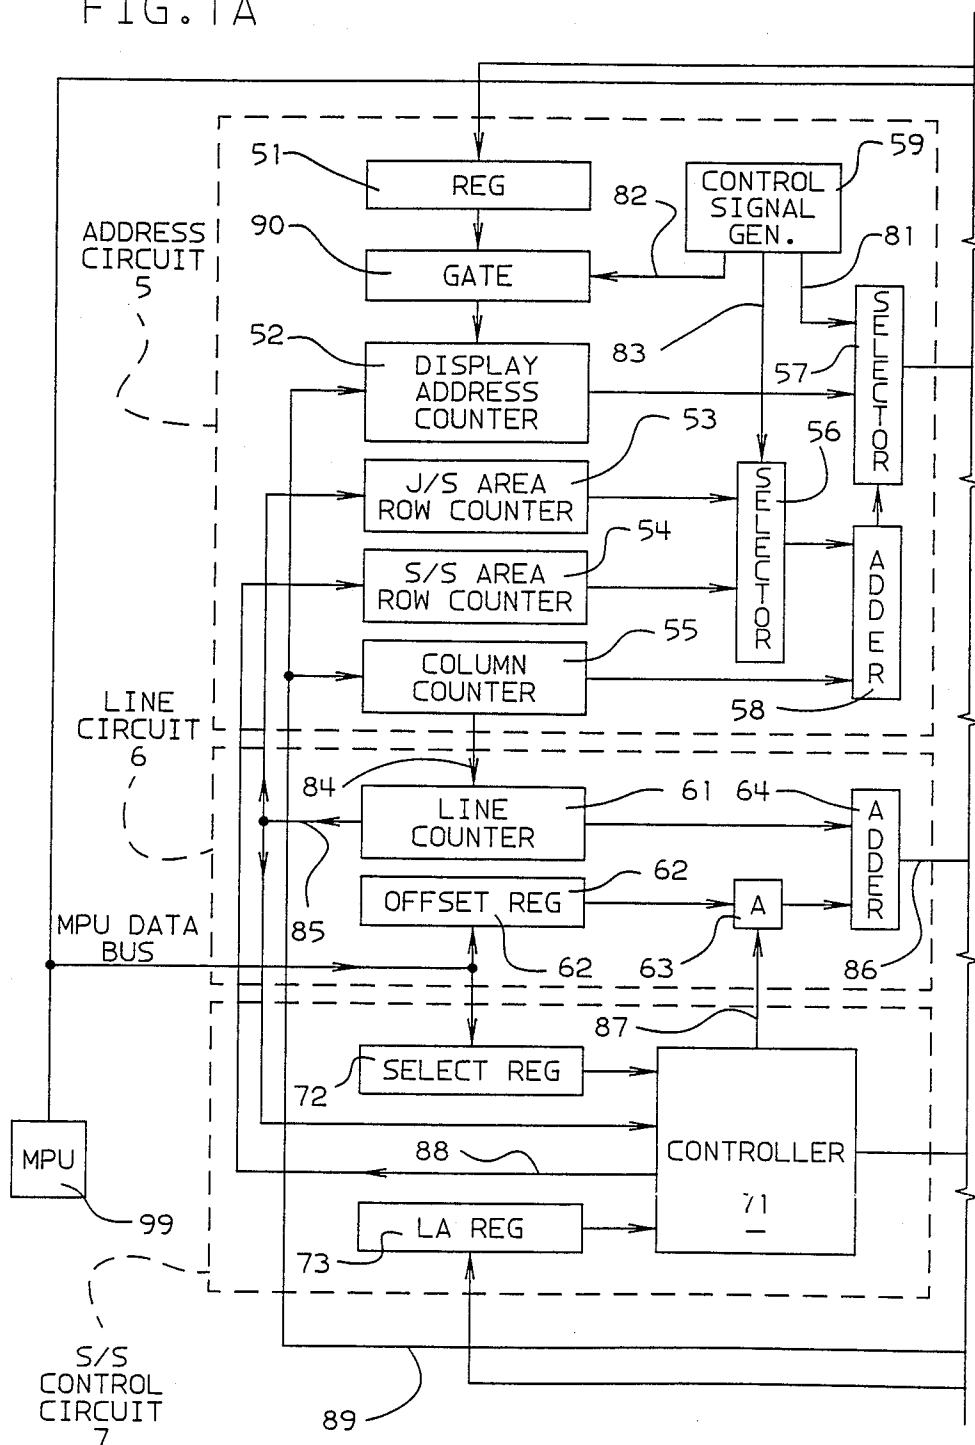 FIG. 1A
51
REG
59
CONTROL
SIGNAL
GEN.
82
90
GATE
81
ADDRESS
CIRCUIT
5
52
DISPLAY
ADDRESS
COUNTER
83
57
SELECTOR
53
J/S AREA
ROW COUNTER
56
SELECTOR
54
S/S AREA
ROW COUNTER
ADDER
55
COLUMN
COUNTER
58
LINE
CIRCUIT
6
84
61
64
LINE
COUNTER
ADDER
85
62
OFFSET REG
A
MPU DATA
BUS
62
63
86
87
72
SELECT REG
MPU
88
CONTROLLER
71
99
LA REG
73
S/S
CONTROL
CIRCUIT
7
89